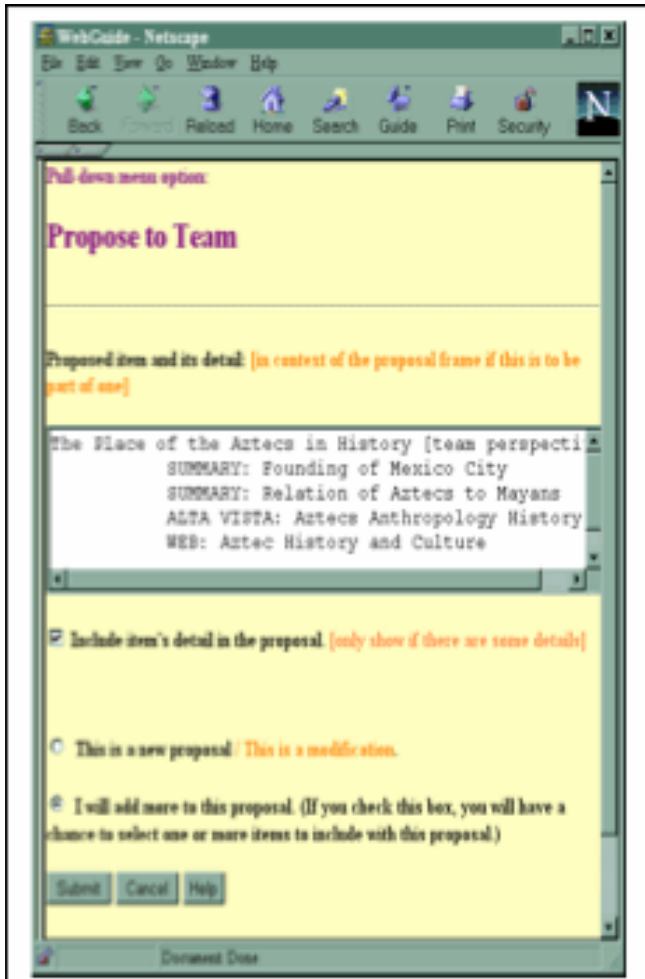 WebGuide - Netscape
File Edit View Go Window Help
Back Forward Reload Home Search Guide Print Security
N
Pull-down menu option:
Propose to Team
Proposed item and its detail: [in context of the proposal frame if this is to be
part of one]
The Place of the Aztecs in History [team perspecti
SUMMARY: Founding of Mexico City
SUMMARY: Relation of Aztecs to Mayans
ALTA VISTA: Aztecs Anthropology History
WEB: Aztec History and Culture
Include item's detail in the proposal. [only show if there are some details]
This is a new proposal / This is a modification.
I will add more to this proposal. (If you check this box, you will have a
chance to select one or more items to include with this proposal.)
Submit Cancel Help
Document Done